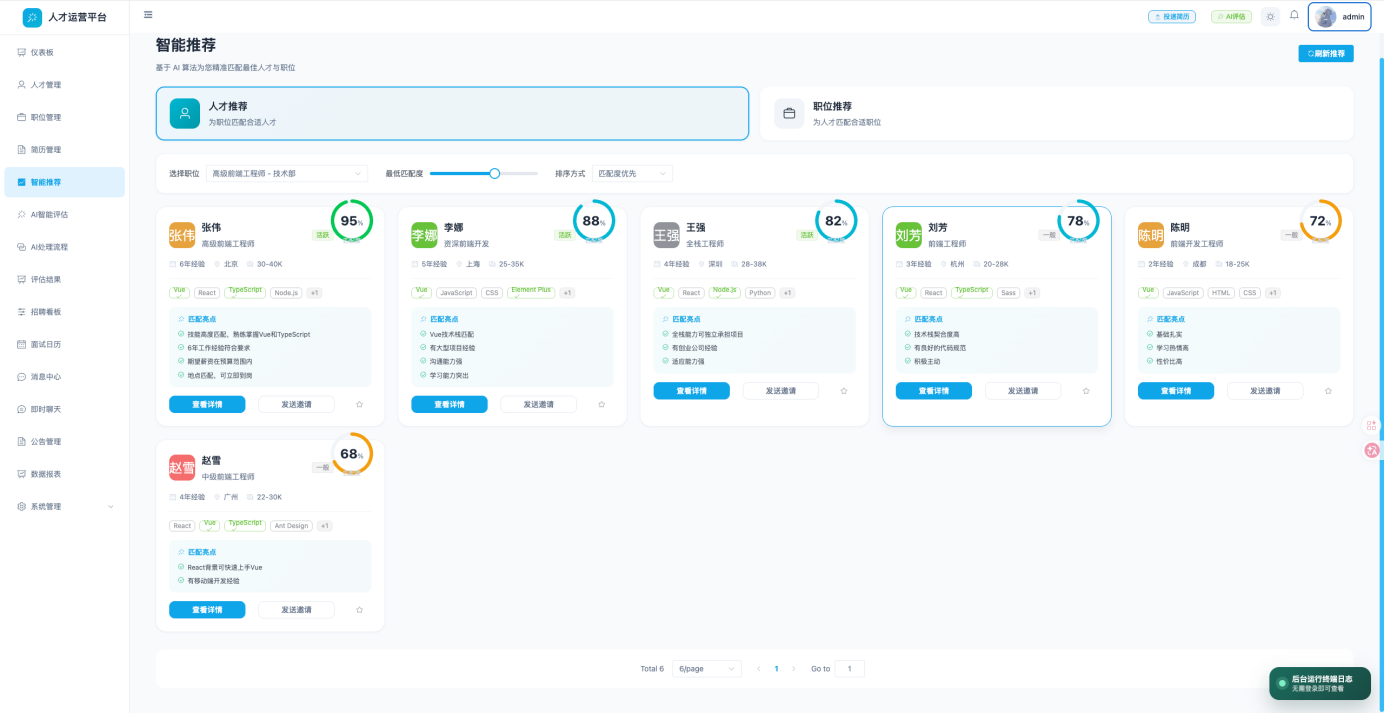 人才运营平台
投递简历
AI评估
admin
仪表板
人才管理
职位管理
简历管理
智能推荐
AI智能评估
AI处理流程
评估结果
招聘看板
面试日历
消息中心
即时聊天
公告管理
数据报表
系统管理
智能推荐
基于 AI 算法为您精准匹配最佳人才与职位
刷新推荐
人才推荐
为职位匹配合适人才
职位推荐
为人才匹配合适职位
选择职位 高级前端工程师 - 技术部 最低匹配度 排序方式 匹配度优先
张伟
张伟
高级前端工程师
活跃
95%
6年经验 北京 30-40K
Vue React TypeScript Node.js +1
匹配亮点
技能高度匹配，熟练掌握Vue和TypeScript
6年工作经验符合要求
期望薪资在预算范围内
地点匹配，可立即到岗
查看详情 发送邀请
李娜
李娜
资深前端开发
活跃
88%
5年经验 上海 25-35K
Vue JavaScript CSS Element Plus +1
匹配亮点
Vue技术栈匹配
有大型项目经验
沟通能力强
学习能力突出
查看详情 发送邀请
王强
王强
全栈工程师
活跃
82%
4年经验 深圳 28-38K
Vue React Node.js Python +1
匹配亮点
全栈能力可独立承担项目
有创业公司经验
适应能力强
查看详情 发送邀请
刘芳
刘芳
前端工程师
一般
78%
3年经验 杭州 20-28K
Vue React TypeScript Sass +1
匹配亮点
技术栈契合度高
有良好的代码规范
积极主动
查看详情 发送邀请
陈明
陈明
前端开发工程师
一般
72%
2年经验 成都 18-25K
Vue JavaScript HTML CSS +1
匹配亮点
基础扎实
学习热情高
性价比高
查看详情 发送邀请
赵雪
赵雪
中级前端工程师
一般
68%
4年经验 广州 22-30K
React Vue TypeScript Ant Design +1
匹配亮点
React背景可快速上手Vue
有移动端开发经验
查看详情 发送邀请
Total 6 6/page 1 Go to 1
后台运行终端日志
无需登录即可查看